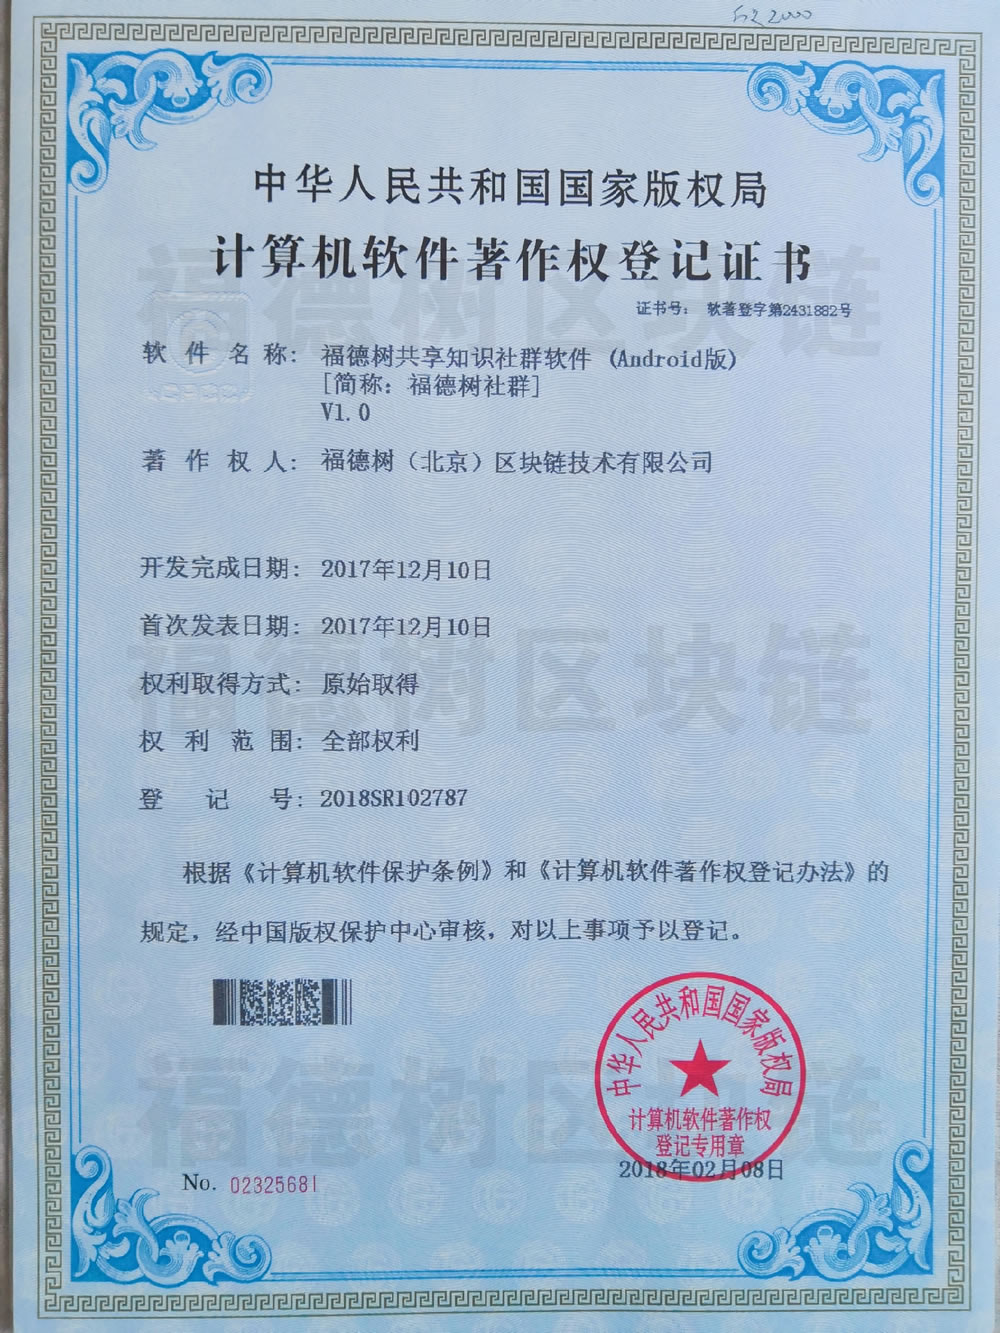 中华人民共和国国家版权局
计算机软件著作权登记证书
证书号： 软著登字第2431882号
软件名称： 福德树共享知识社群软件 (Android版)
[简称：福德树社群]
V1.0
著作权人： 福德树（北京）区块链技术有限公司
开发完成日期： 2017年12月10日
首次发表日期： 2017年12月10日
权利取得方式： 原始取得
权利范围： 全部权利
登记号： 2018SR102787
根据《计算机软件保护条例》和《计算机软件著作权登记办法》的
规定，经中国版权保护中心审核，对以上事项予以登记。
中华人民共和国国家版权局
计算机软件著作权
登记专用章
2018年02月08日
No. 02325681
福德树区块链
福德树区块链
福德树区块链